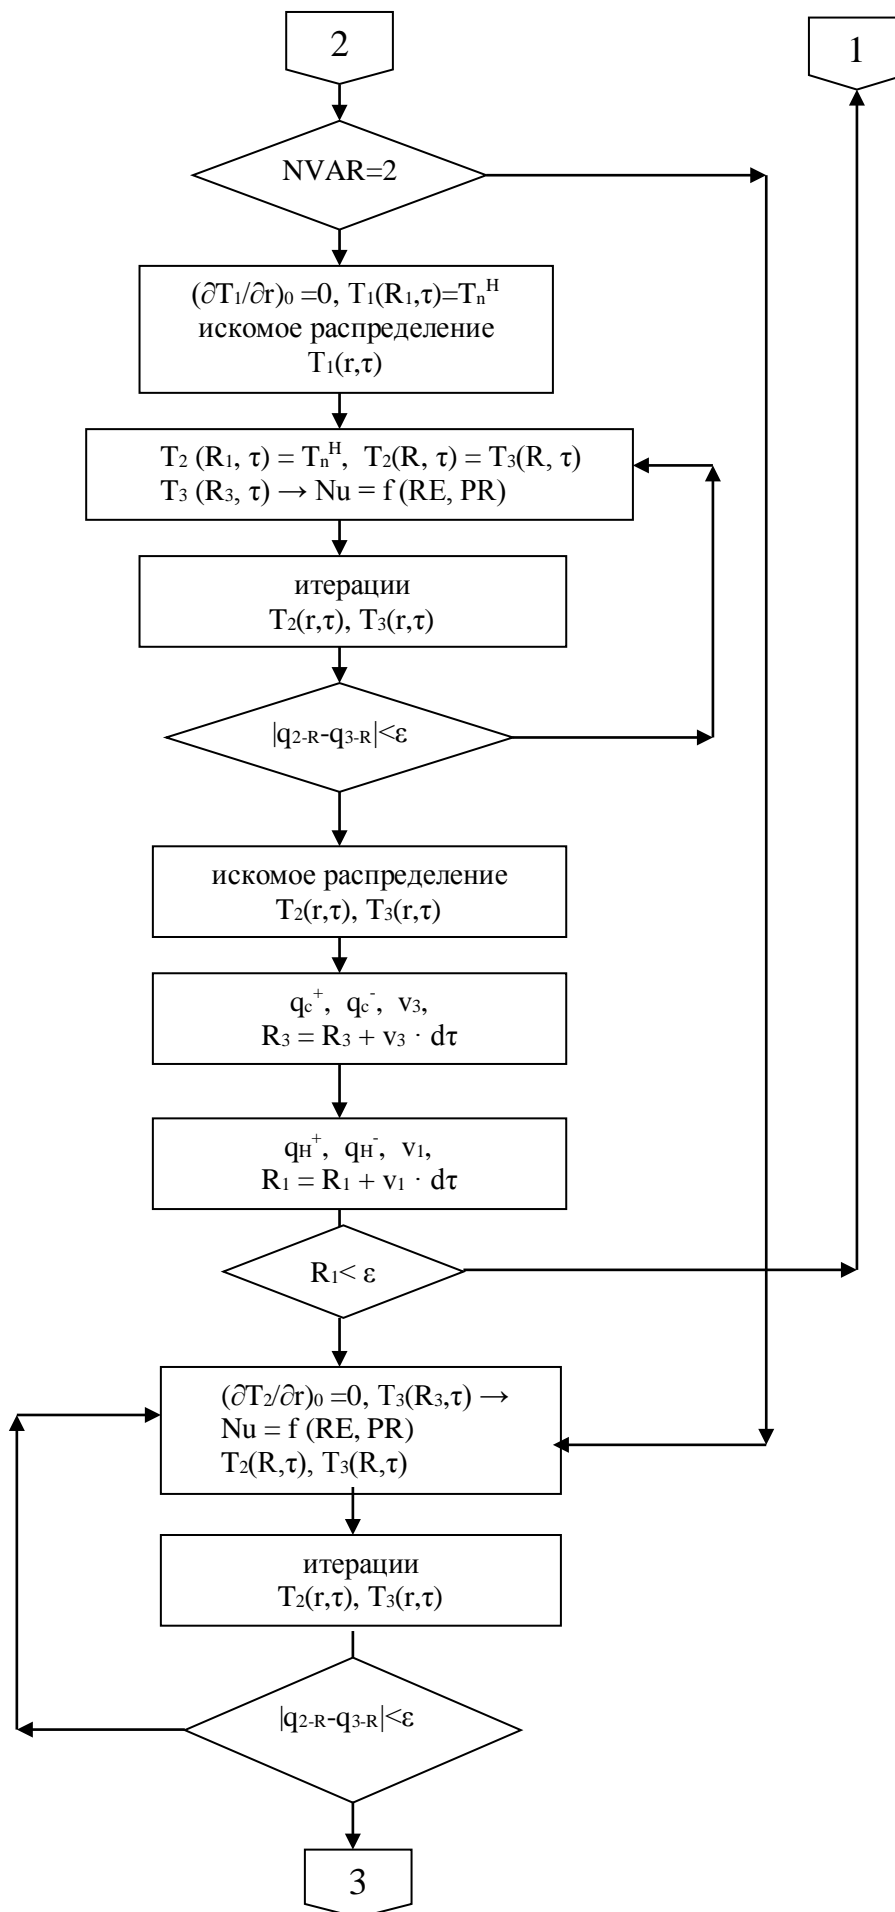 2
1
NVAR=2
(∂T₁/∂r)₀ =0, T₁(R₁,τ)=Tₙᴴ
искомое распределение
T₁(r,τ)
T₂ (R₁, τ) = Tₙᴴ, T₂(R, τ) = T₃(R, τ)
T₃ (R₃, τ) → Nu = f (RE, PR)
итерации
T₂(r,τ), T₃(r,τ)
|q₂₋R-q₃₋R|<ε
искомое распределение
T₂(r,τ), T₃(r,τ)
qc⁺, qc⁻, v₃,
R₃ = R₃ + v₃ · dτ
qн⁺, qн⁻, v₁,
R₁ = R₁ + v₁ · dτ
R₁< ε
(∂T₂/∂r)₀ =0, T₃(R₃,τ) →
Nu = f (RE, PR)
T₂(R,τ), T₃(R,τ)
итерации
T₂(r,τ), T₃(r,τ)
|q₂₋R-q₃₋R|<ε
3